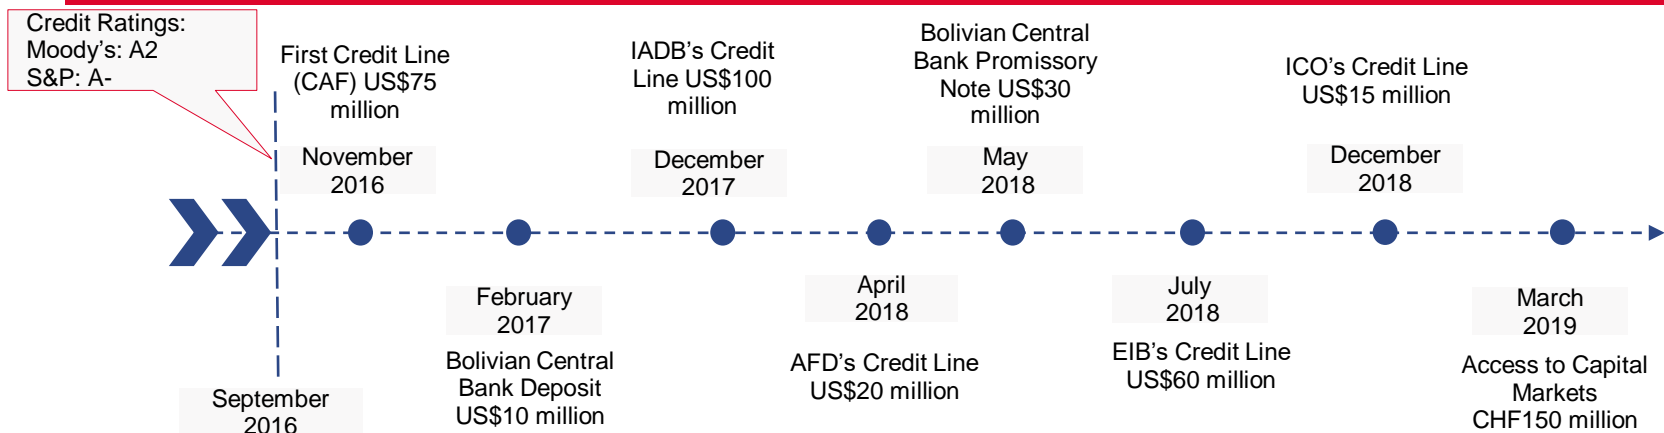 Credit Ratings:
Moody's: A2
S&P: A-
First Credit Line
(CAF) US$75
million
November
2016
IADB's Credit
Line US$100
million
December
2017
Bolivian Central
Bank Promissory
Note US$30
million
May
2018
ICO's Credit Line
US$15 million
December
2018
September
2016
February
2017
Bolivian Central
Bank Deposit
US$10 million
April
2018
AFD's Credit Line
US$20 million
July
2018
EIB's Credit Line
US$60 million
March
2019
Access to Capital
Markets
CHF150 million